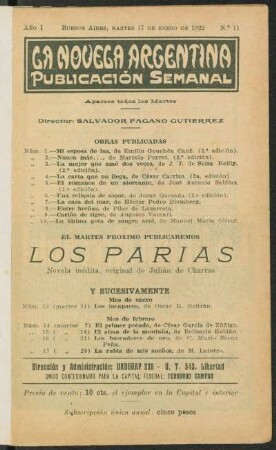 Año I Buenos Aires, martes 17 de enero de 1922 N.º 11
LA NOVELA ARGENTINA
PUBLICACIÓN SEMANAL
Aparece todos los Martes
Director: SALVADOR PAGANO GUTIERREZ
OBRAS PUBLICADAS
Núm. 1.—Mi esposa de luz, de Emilio Gouchón Cané. (2.ª edición).
„ 2.—Nunca más..., de Marcelo Peyret. (2.ª edición).
„ 3.—La mujer que amó dos veces, de J. J. de Soiza Reilly. (2.ª edición).
„ 4.—La carta que no llega, de César Carrizo. (2a. edición)
„ 5.—El romance de un adoscago, de José Antonio Saldías (2.ª edición)
„ 6.—Un relajao de amor, de Josué Quesada (2.ª edición).
„ 7.—La casa del mar, de Héctor Pedro Blomberg.
„ 8.—Entre breñas, de Pilar de Lusarreta.
„ 9.—Cariño de tigre, de Augusto Vaccari.
„ 10.—La última gota de sangre azul, de Manuel María Oliver.
EL MARTES PROXIMO PUBLICAREMOS
LOS PARIAS
Novela inédita, original de Julián de Charras
Y SUCESIVAMENTE
Mes de enero
Núm. 13 (martes 31) Los incapaces, de Oscar R. Beltrán.
Mes de febrero
Núm. 14 (martes 7) El primer pecado, de César García de Zúñiga.
„ 15 ( „ 14) El alma de la montaña, de Belisario Roldán.
„ 16 ( „ 21) Los buscadores de oro, de C. Muzio Sáenz Peña.
„ 17 ( „ 28) La rubia de mis sueños, de M.
Dirección y Administración: URUGUAY - U. T. 543, Libertad
UNICO CONCESIONARIO PARA LA CAPITAL FEDERAL: FERNANDO CAMPOS
Precio de venta: 10 cts. el ejemplar en la Capital e interior
Subscripción única anual: cinco pesos